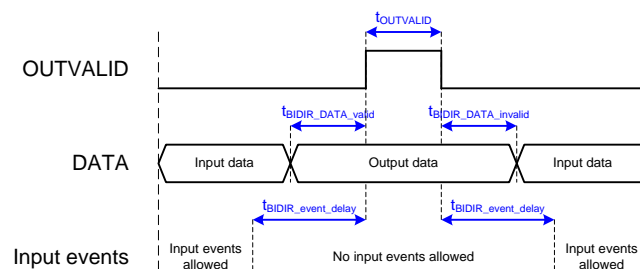 tOUTVALID
OUTVALID
tBIDIR_DATA_valid
tBIDIR_DATA_invalid
DATA
Input data
Output data
Input data
tBIDIR_event_delay
tBIDIR_event_delay
Input events
Input events
allowed
No input events allowed
Input events
allowed